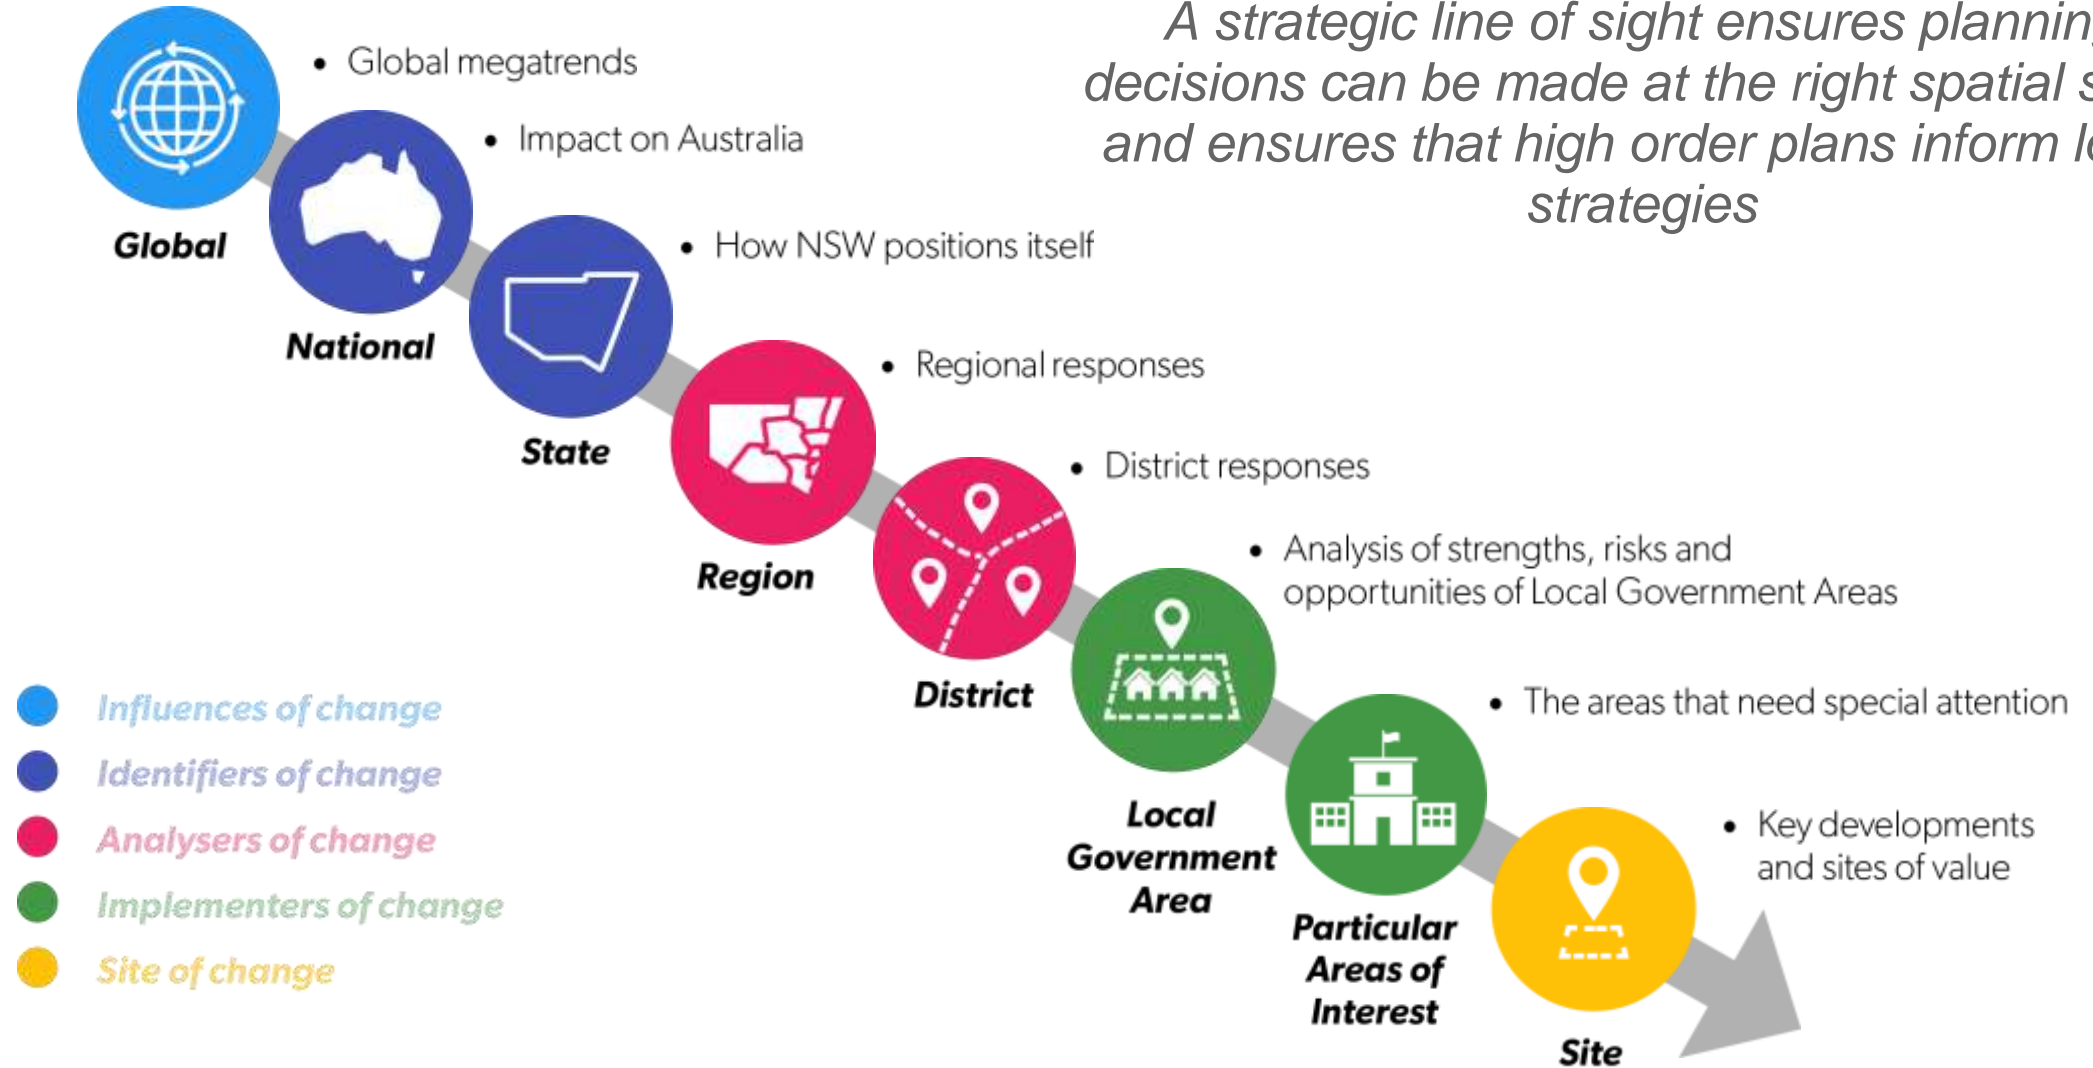 A strategic line of sight ensures planning
decisions can be made at the right spatial
and ensures that high order plans inform
strategies
• Global megatrends
• Impact on Australia
• How NSW positions itself
• Regional responses
• District responses
• Analysis of strengths, risks and
opportunities of Local Government Areas
• The areas that need special attention
• Key developments
and sites of value
Global
National
State
Region
District
Local
Government
Area
Particular
Areas of
Interest
Site
Influences of change
Identifiers of change
Analysers of change
Implementers of change
Site of change